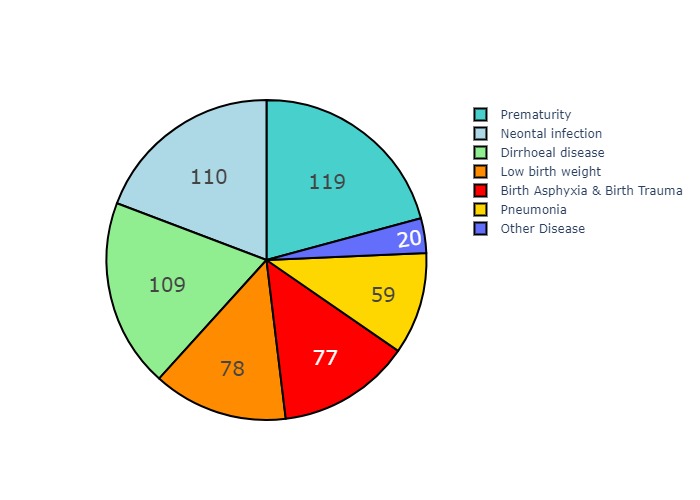 110
119
20
109
59
77
78
Prematurity
Neontal infection
Dirrhoeal disease
Low birth weight
Birth Asphyxia & Birth Trauma
Pneumonia
Other Disease